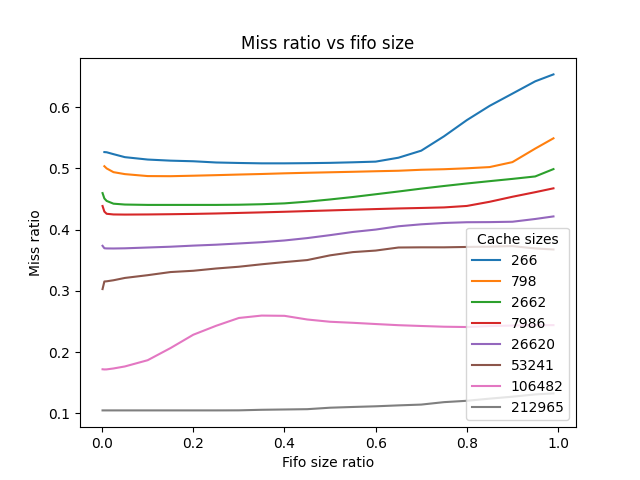 Miss ratio vs fifo size
Miss ratio
0.6
0.5
0.4
0.3
0.2
0.1
Cache sizes
266
798
2662
7986
26620
53241
106482
212965
0.0 0.2 0.4 0.6 0.8 1.0
Fifo size ratio